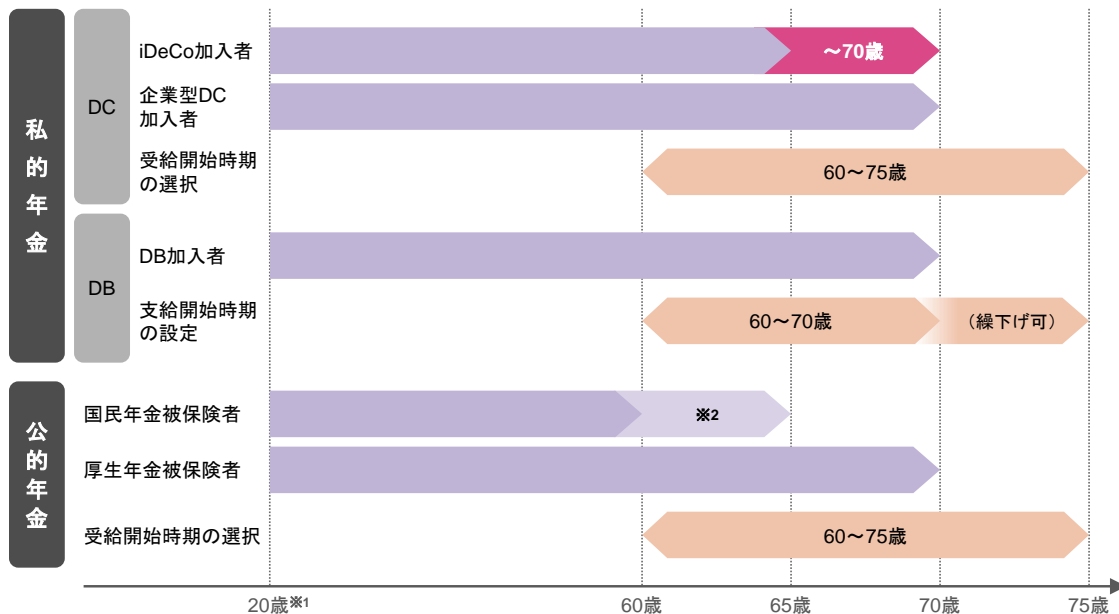 私的年金
DC
iDeCo加入者
～70歳
企業型DC
加入者
受給開始時期
の選択
60～75歳
DB
DB加入者
支給開始時期
の設定
60～70歳
（繰下げ可）
公的年金
国民年金被保険者
※2
厚生年金被保険者
受給開始時期の選択
60～75歳
20歳※1
60歳
65歳
70歳
75歳